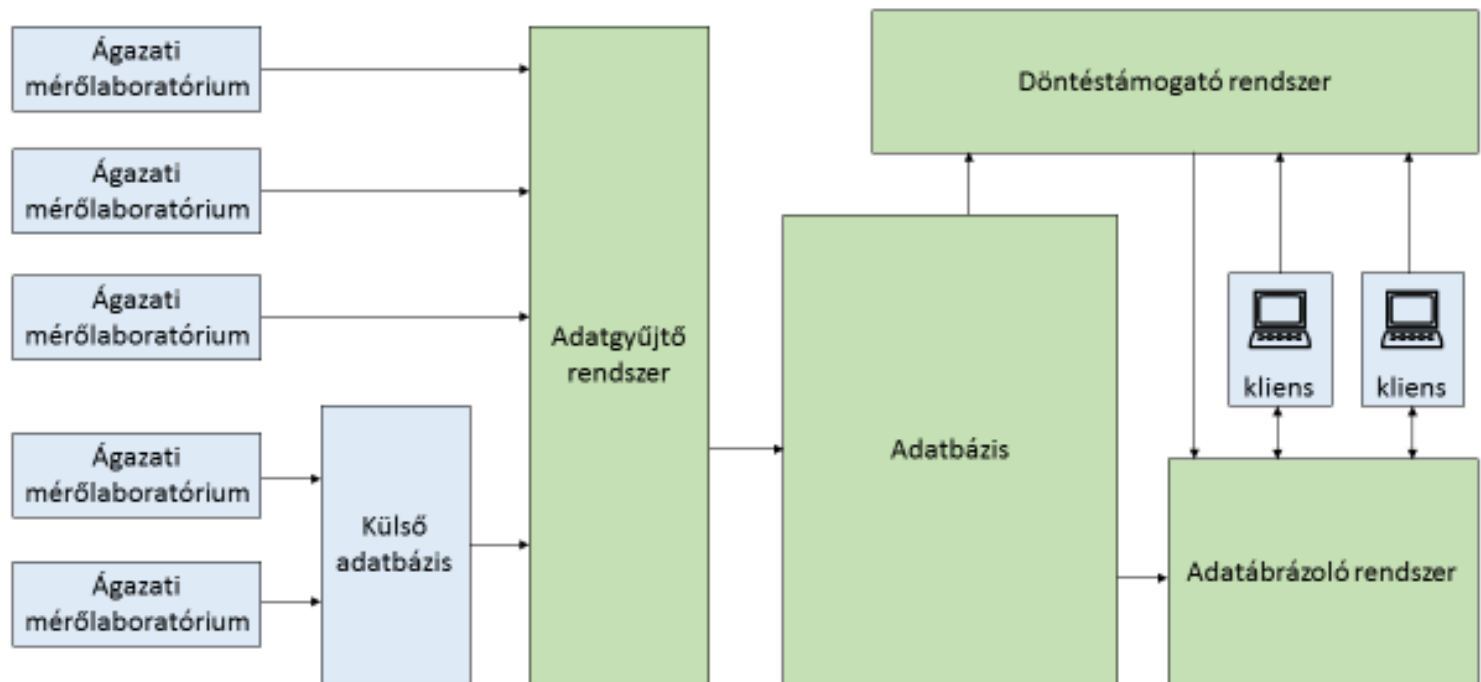 Ágazati
mérőlaboratórium
Ágazati
mérőlaboratórium
Ágazati
mérőlaboratórium
Ágazati
mérőlaboratórium
Ágazati
mérőlaboratórium
Külső
adatbázis
Adatgyűjtő
rendszer
Adatbázis
Döntéstámogató rendszer
kliens
kliens
Adatábrázoló rendszer